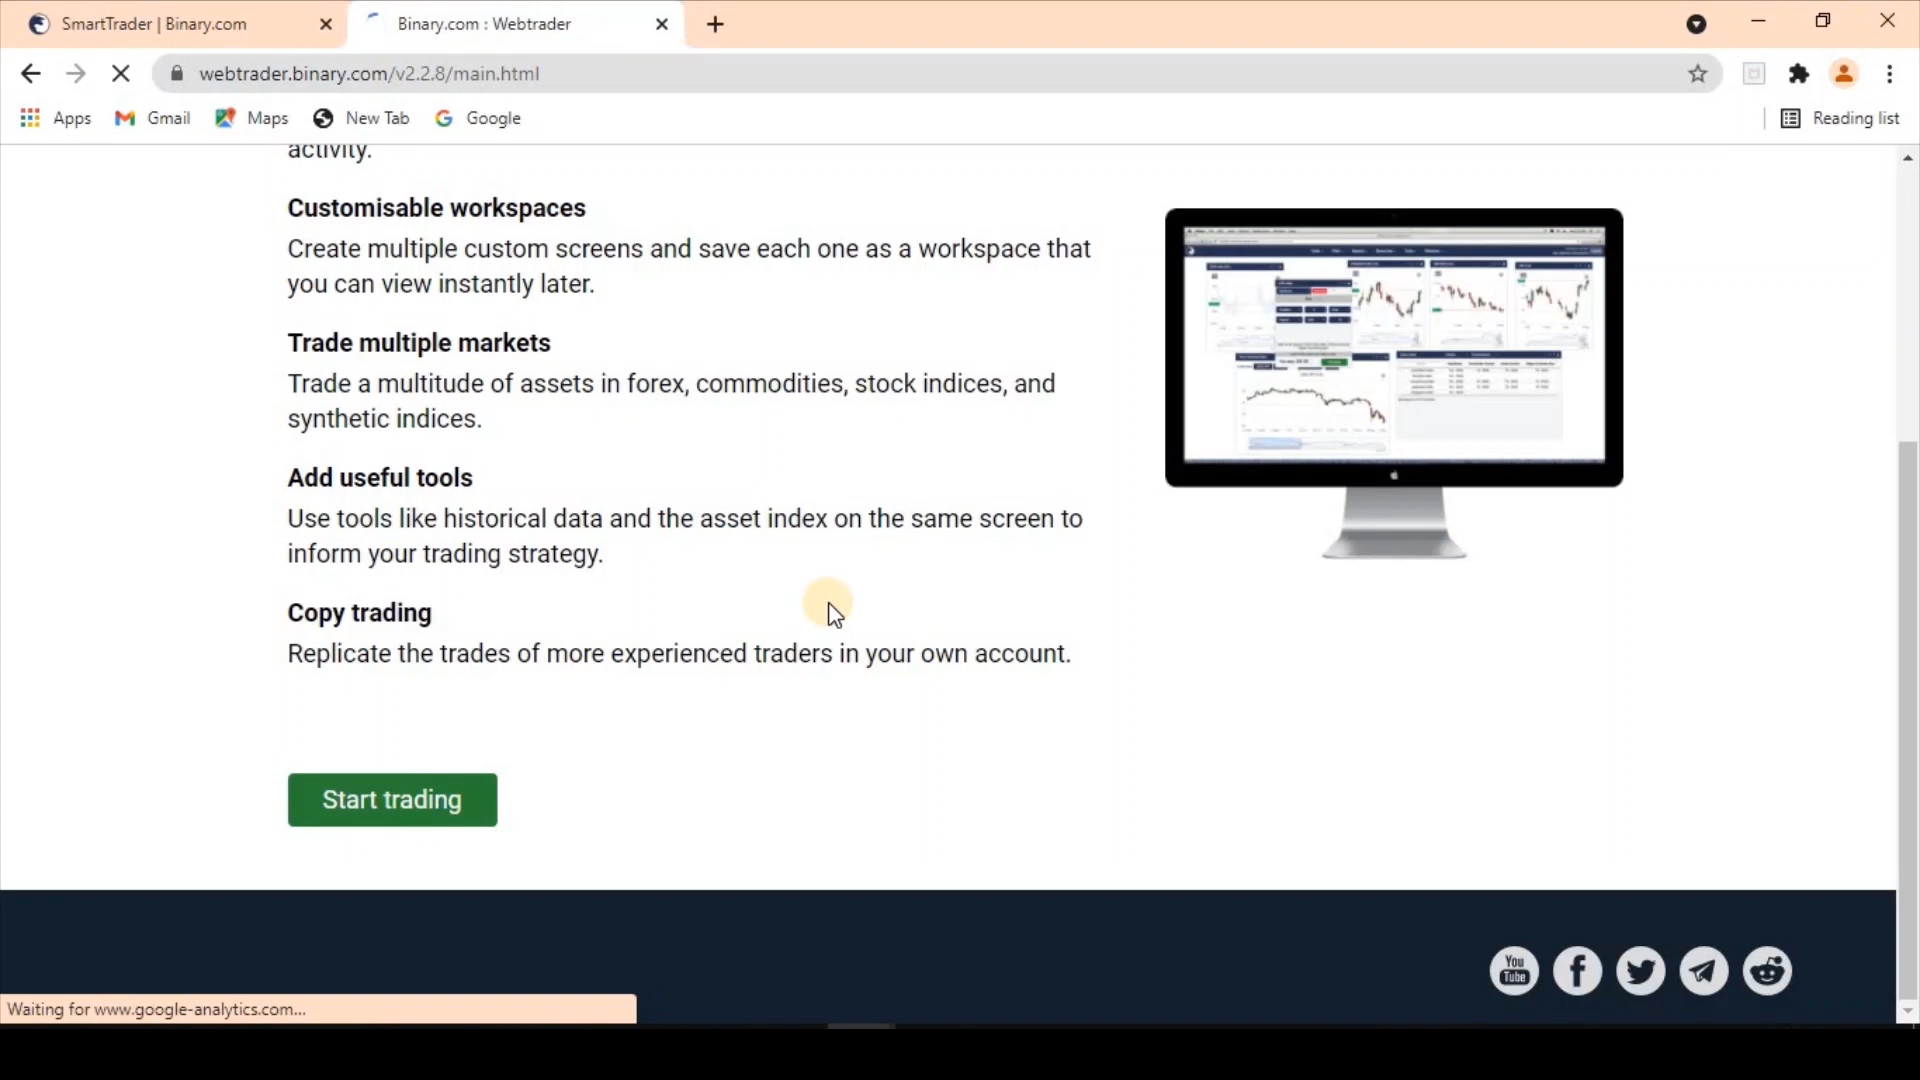 SmartTrader | Binary.com
Binary.com : Webtrader
webtrader.binary.com/v2.2.8/main.html
Apps
Gmail
Maps
New Tab
Google
Reading list
activity.
Customisable workspaces
Create multiple custom screens and save each one as a workspace that
you can view instantly later.
Trade multiple markets
Trade a multitude of assets in forex, commodities, stock indices, and
synthetic indices.
Add useful tools
Use tools like historical data and the asset index on the same screen to
inform your trading strategy.
Copy trading
Replicate the trades of more experienced traders in your own account.
Start trading
You
Tube
Waiting for www.google-analytics.com...